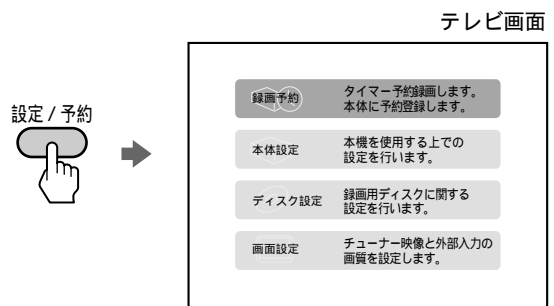 テレビ画面
設定 / 予約
録画予約
タイマー予約録画します。
本体に予約登録します。
本体設定
本機を使用する上での
設定を行います。
ディスク設定
録画用ディスクに関する
設定を行います。
画面設定
チューナー映像と外部入力の
画質を設定します。